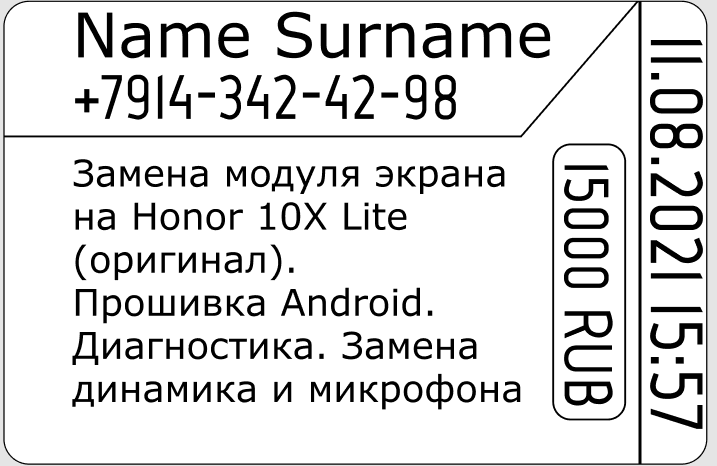 Name Surname
+7914-342-42-98
Замена модуля экрана
на Honor 10X Lite
(оригинал).
Прошивка Android.
Диагностика. Замена
динамика и микрофона
15000 RUB
11.08.2021 15:57